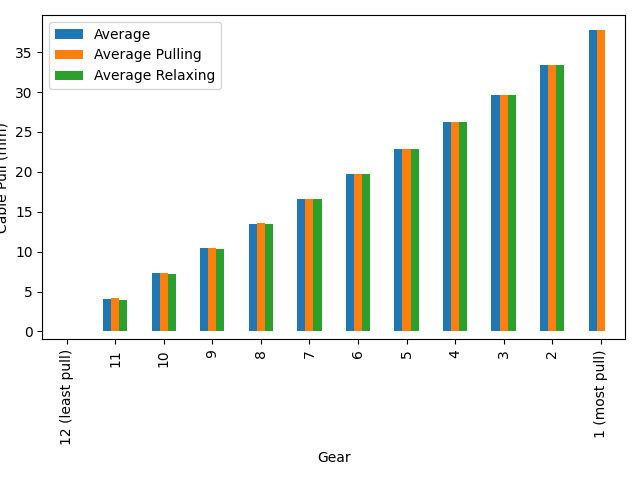 Average
Average Pulling
Average Relaxing
Cable Pull (mm)
35
30
25
20
15
10
5
0
12 (least pull)
11
10
9
8
7
6
5
4
3
2
1 (most pull)
Gear